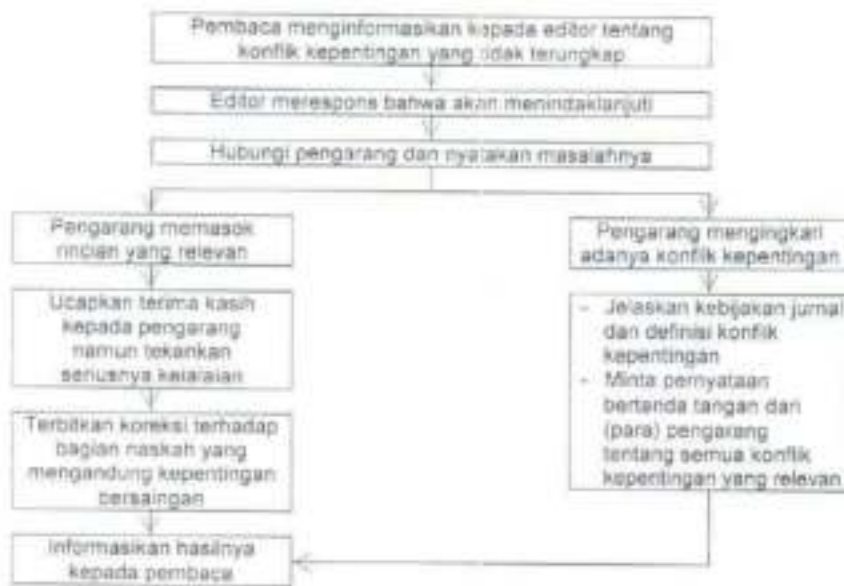 Pembaca menginformasikan kepada editor tentang
konflik kepentingan yang tidak terungkap
Editor merespons bahwa akan menindaklanjuti
Hubungi pengarang dan nyatakan masalahnya
Pengarang memasok
rincian yang relevan
Ucapkan terima kasih
kepada pengarang
namun tekankan
seriusnya kelalaian
Terbitkan koreksi terhadap
bagian naskah yang
mengandung kepentingan
bersaingan
Informasikan hasilnya
kepada pembaca
Pengarang mengingkari
adanya konflik kepentingan
- Jelaskan kebijakan jurnal
dan definisi konflik
kepentingan
- Minta pernyataan
bertanda tangan dari
(para) pengarang
tentang semua konflik
kepentingan yang relevan